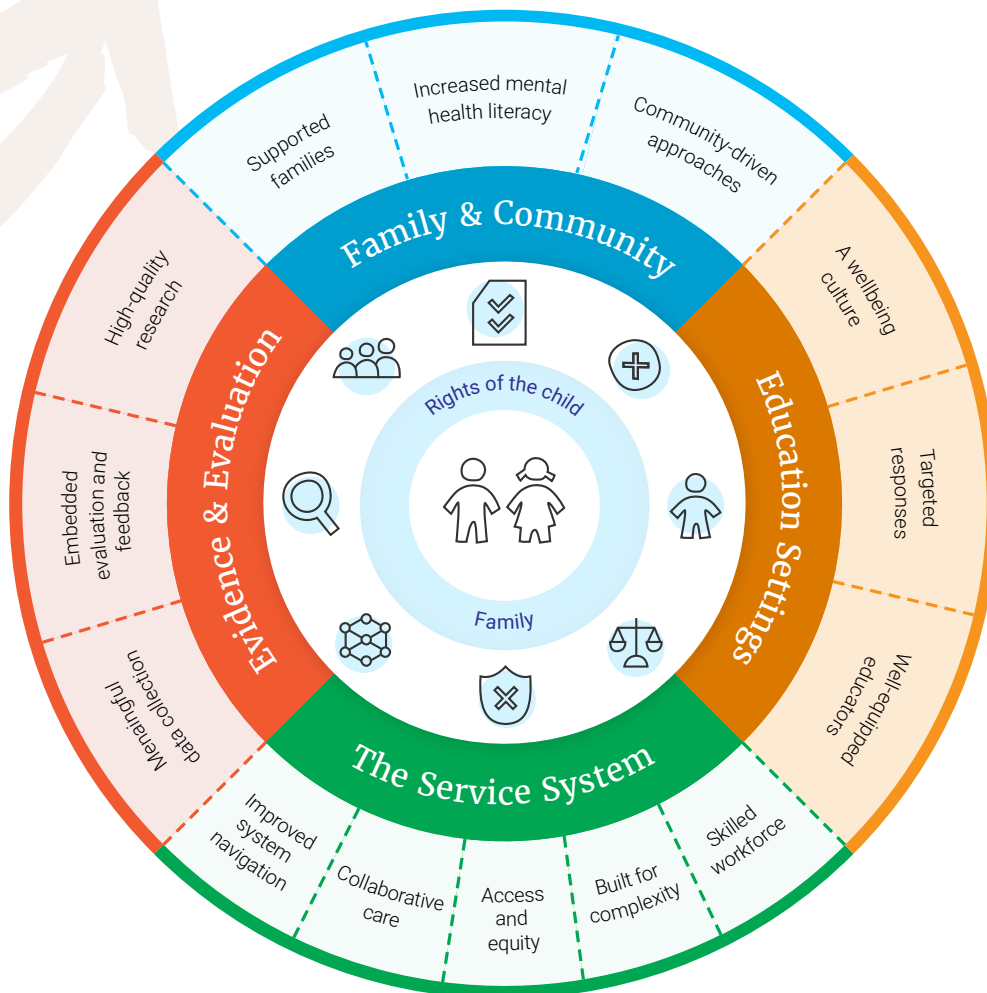 Supported
families
Increased mental
health literacy
Community-driven
approaches
Family & Community
A wellbeing
culture
Targeted
responses
Well-equipped
educators
Education Settings
Skilled
workforce
Built for
complexity
Access
and
equity
Collaborative
care
Improved
system
navigation
The Service System
Menaingful
data collection
Embedded
evaluation and
feedback
High-quality
research
Evidence & Evaluation
Rights of the child
Family